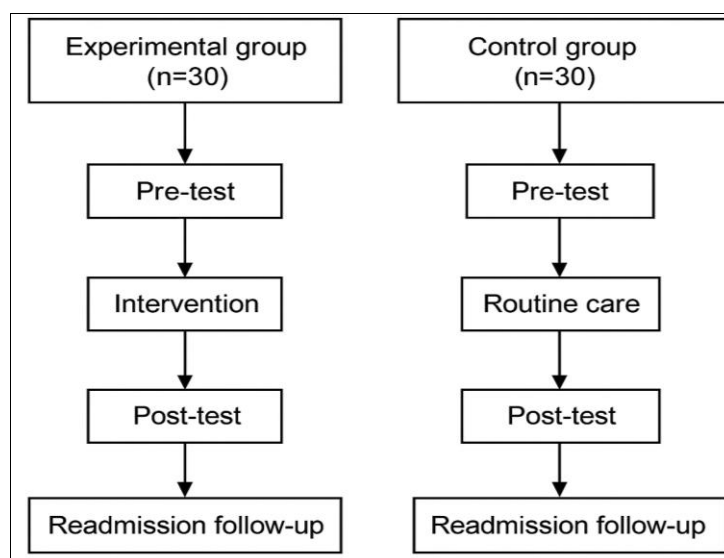 Experimental group
(n=30)
Pre-test
Intervention
Post-test
Readmission follow-up
Control group
(n=30)
Pre-test
Routine care
Post-test
Readmission follow-up